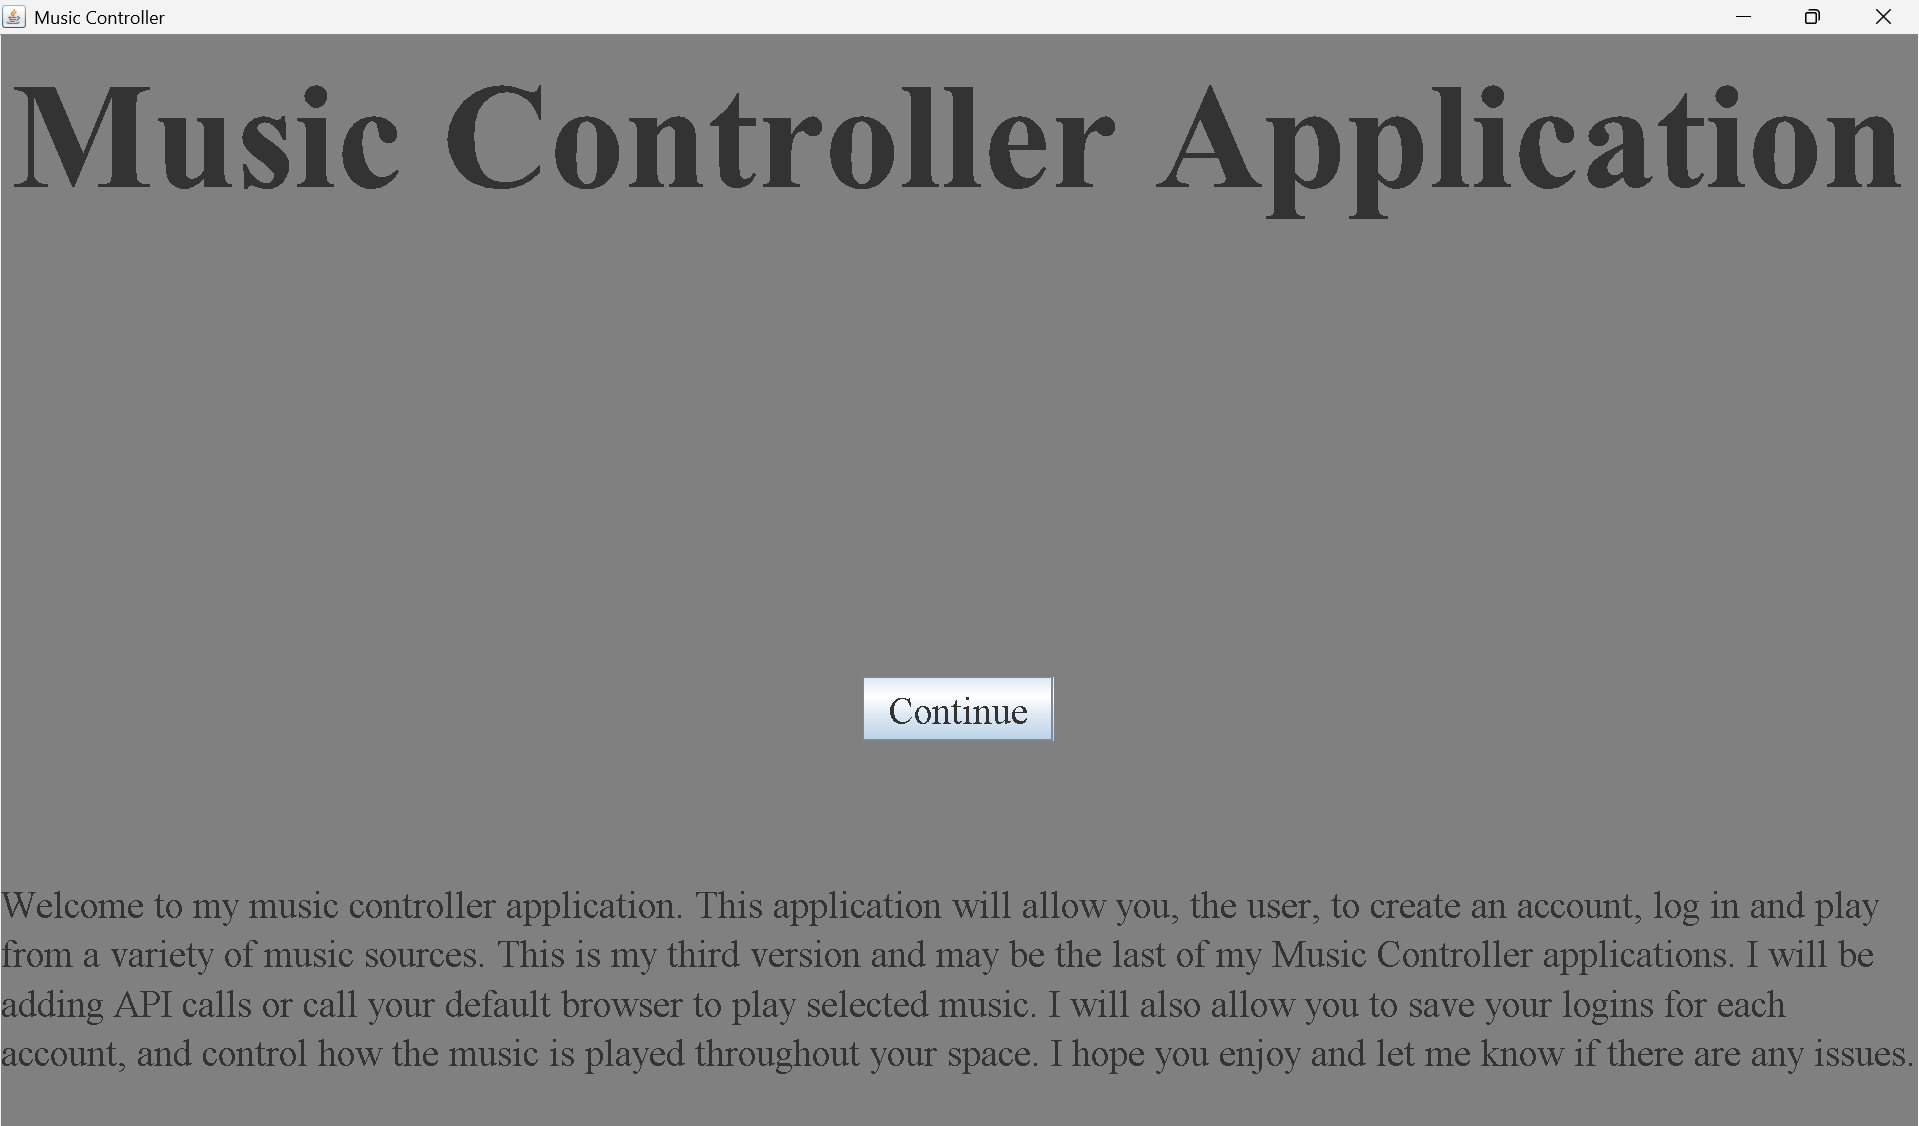 Music Controller
Music Controller Application
Continue
Welcome to my music controller application. This application will allow you, the user, to create an account, log in and play
from a variety of music sources. This is my third version and may be the last of my Music Controller applications. I will be
adding API calls or call your default browser to play selected music. I will also allow you to save your logins for each
account, and control how the music is played throughout your space. I hope you enjoy and let me know if there are any issues.